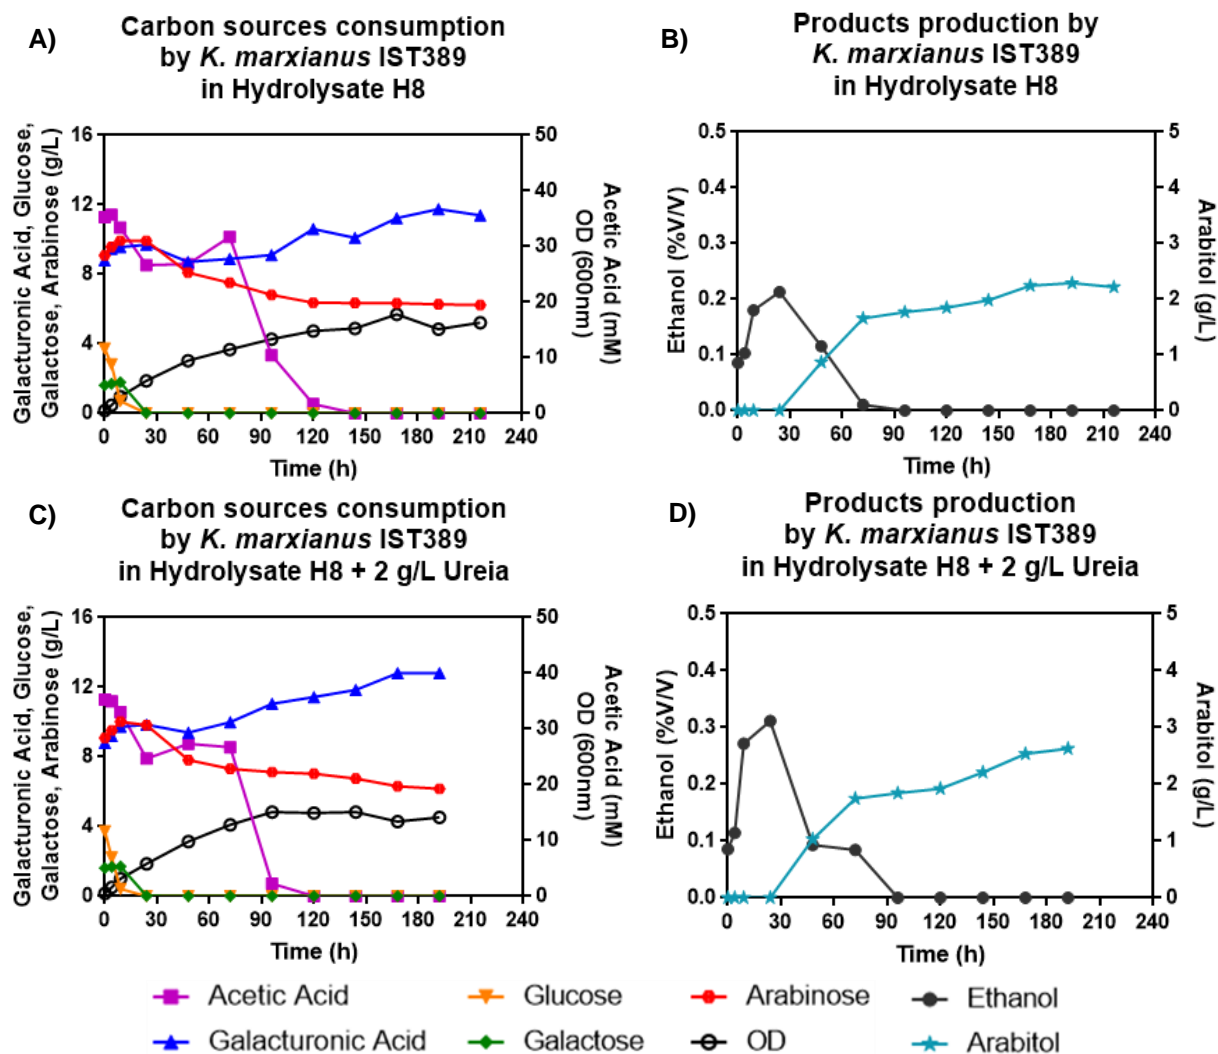 A)
Carbon sources consumption
by K. marxianus IST389
in Hydrolysate H8
Galacturonic Acid, Glucose,
Galactose, Arabinose (g/L)
16
12
8
4
0
50
40
30
20
10
0
Acetic Acid (mM)
OD (600nm)
0 30 60 90 120 150 180 210 240
Time (h)
B)
Products production by
K. marxianus IST389
in Hydrolysate H8
Ethanol (%V/V)
0.5
0.4
0.3
0.2
0.1
0.0
5
4
3
2
1
0
Arabitol (g/L)
0 30 60 90 120 150 180 210 240
Time (h)
C)
Carbon sources consumption
by K. marxianus IST389
in Hydrolysate H8 + 2 g/L Ureia
Galacturonic Acid, Glucose,
Galactose, Arabinose (g/L)
16
12
8
4
0
50
40
30
20
10
0
Acetic Acid (mM)
OD (600nm)
0 30 60 90 120 150 180 210 240
Time (h)
D)
Products production
by K. marxianus IST389
in Hydrolysate H8 + 2 g/L Ureia
Ethanol (%V/V)
0.5
0.4
0.3
0.2
0.1
0.0
5
4
3
2
1
0
Arabitol (g/L)
0 30 60 90 120 150 180 210 240
Time (h)
Acetic Acid Glucose Arabinose Ethanol
Galacturonic Acid Galactose OD Arabitol